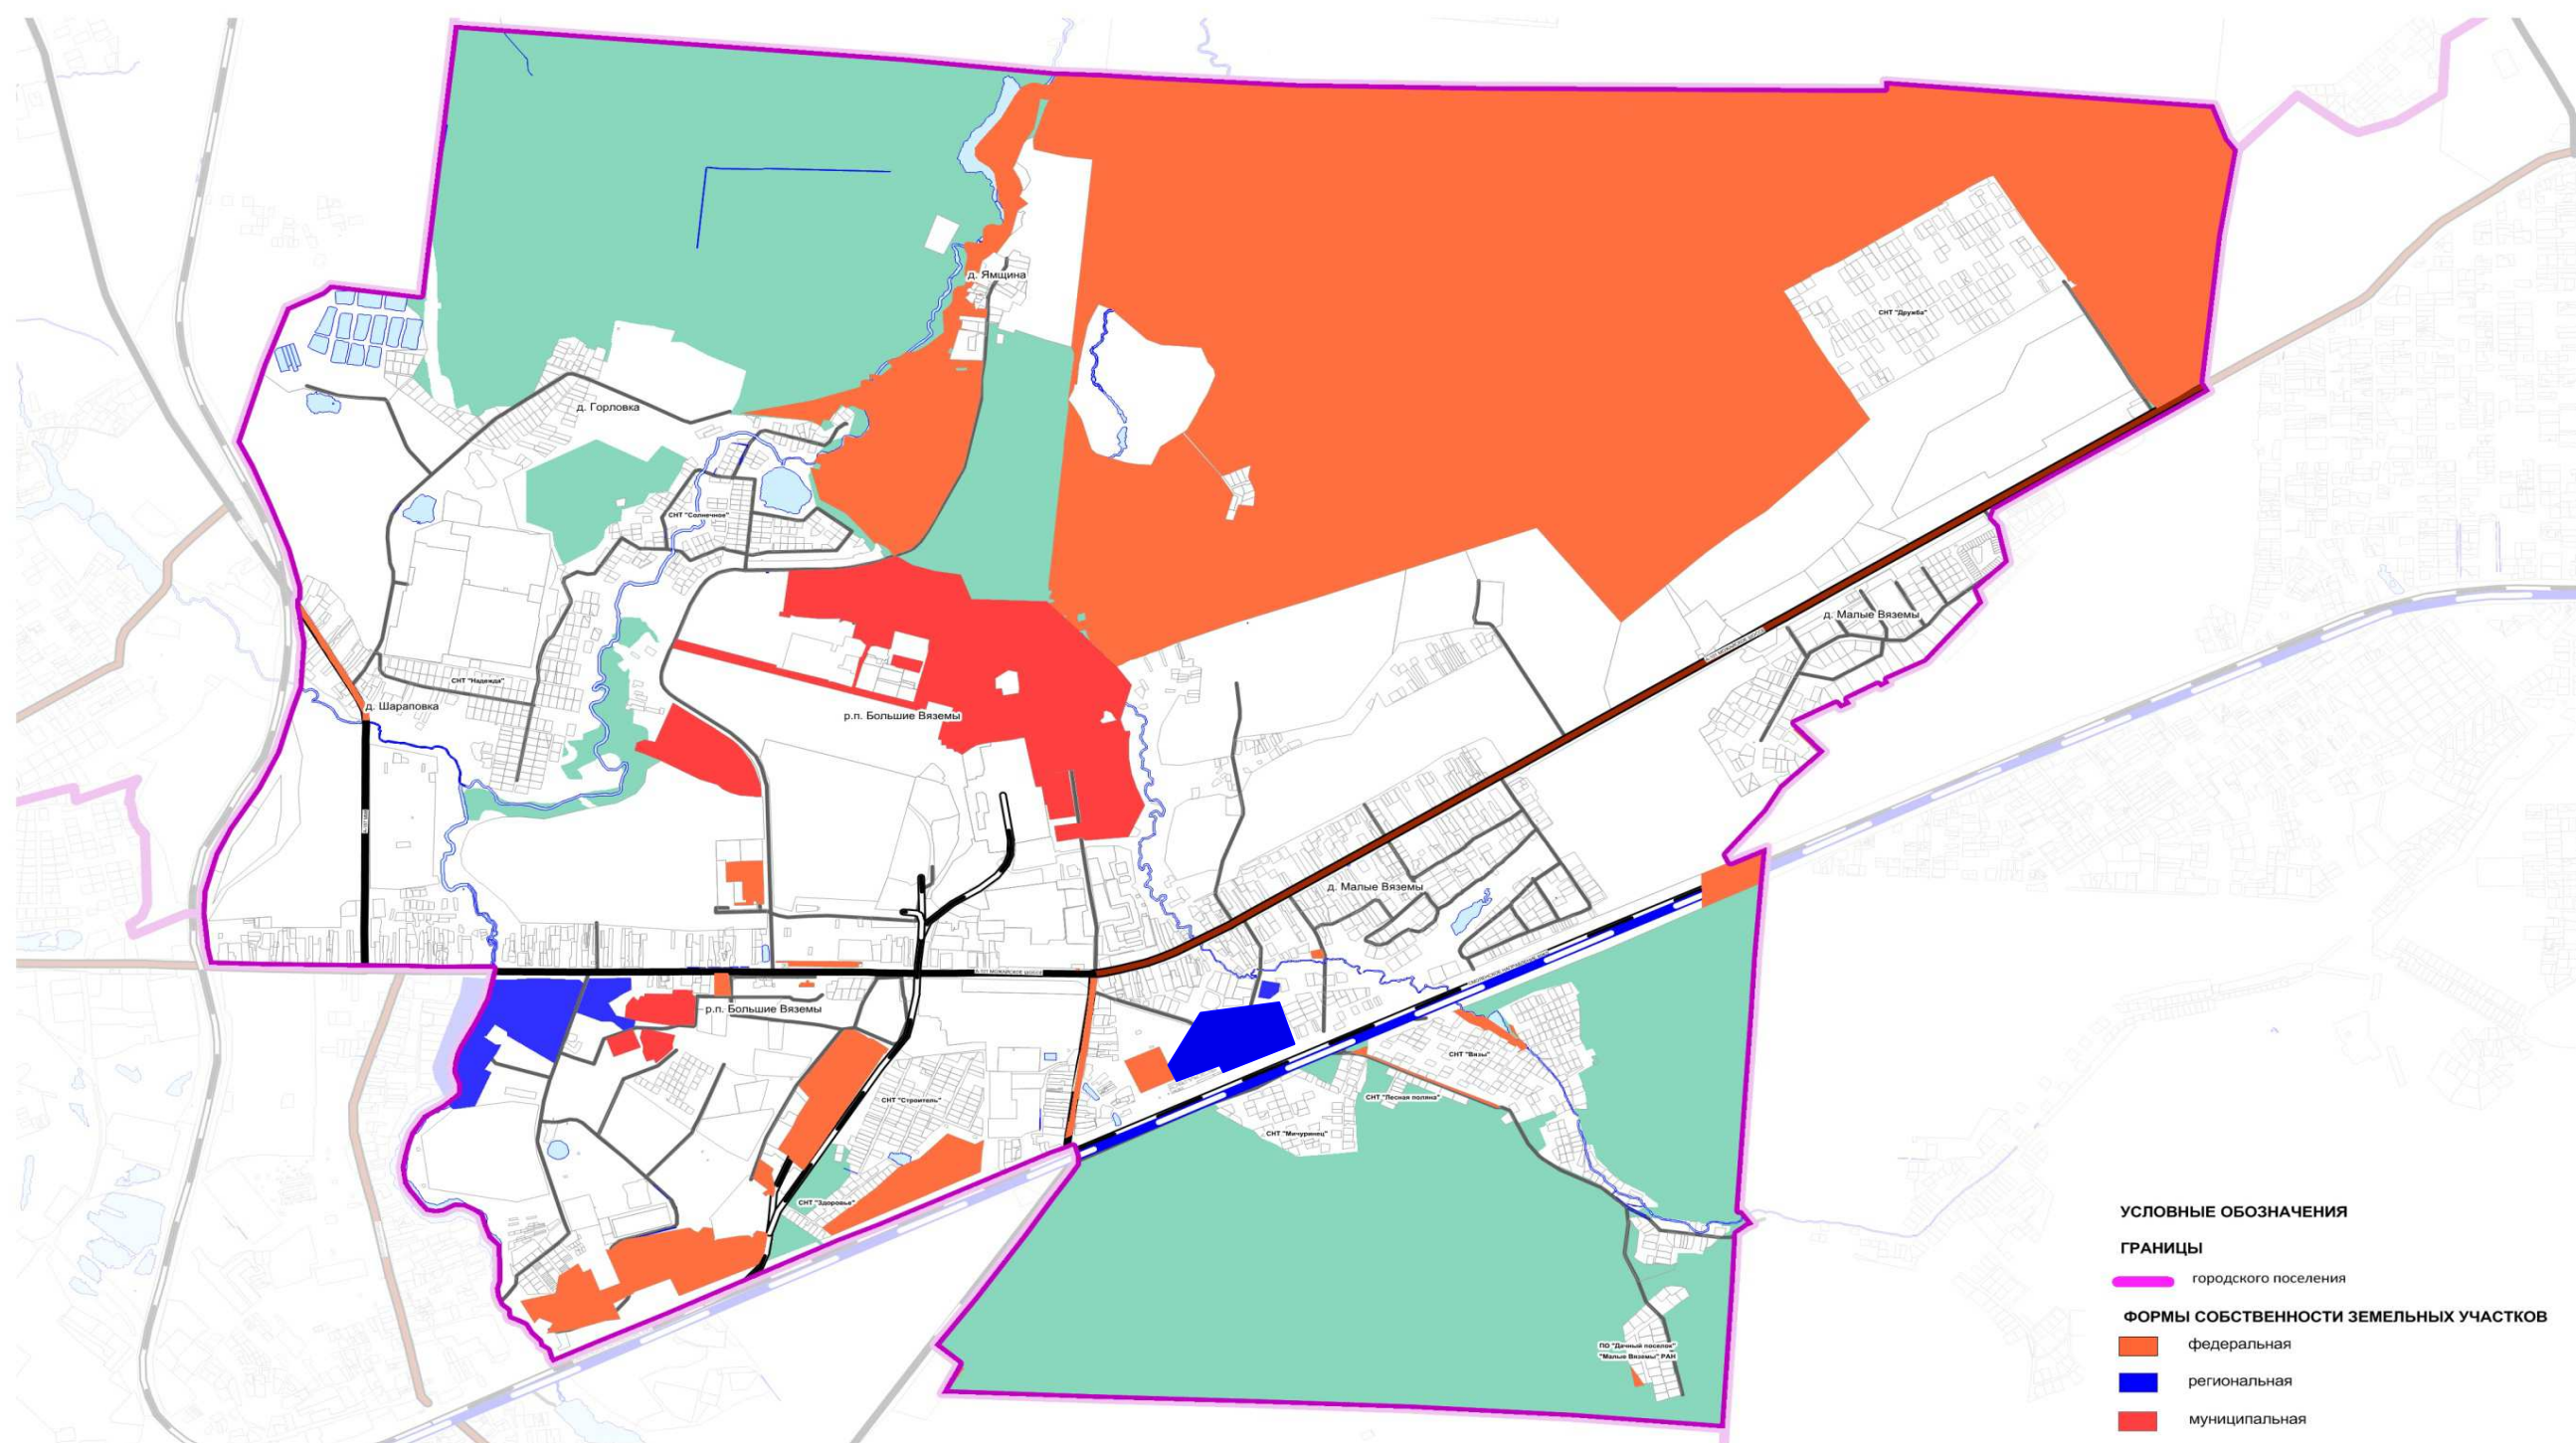 д. Ямщина
СНТ "Дружба"
д. Горловка
СНТ "Солнечное"
д. Малые Вяземы
СНТ "Надежда"
д. Шараповка
р.п. Большие Вяземы
д. Малые Вяземы
р.п. Большие Вяземы
СНТ "Вязы"
СНТ "Строитель"
СНТ "Лесная поляна"
СНТ "Мичуринец"
СНТ "Здоровье"
ПО "Дачный поселок"
"Малые Вяземы" РАН
УСЛОВНЫЕ ОБОЗНАЧЕНИЯ
ГРАНИЦЫ
городского поселения
ФОРМЫ СОБСТВЕННОСТИ ЗЕМЕЛЬНЫХ УЧАСТКОВ
федеральная
региональная
муниципальная